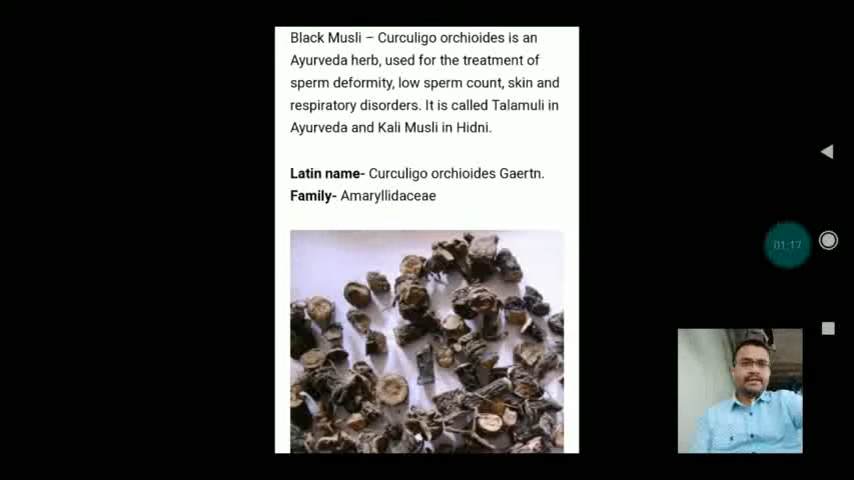 Black Musli – Curculigo orchioides is an
Ayurveda herb, used for the treatment of
sperm deformity, low sperm count, skin and
respiratory disorders. It is called Talamuli in
Ayurveda and Kali Musli in Hidni.
Latin name- Curculigo orchioides Gaertn.
Family- Amaryllidaceae
01:17